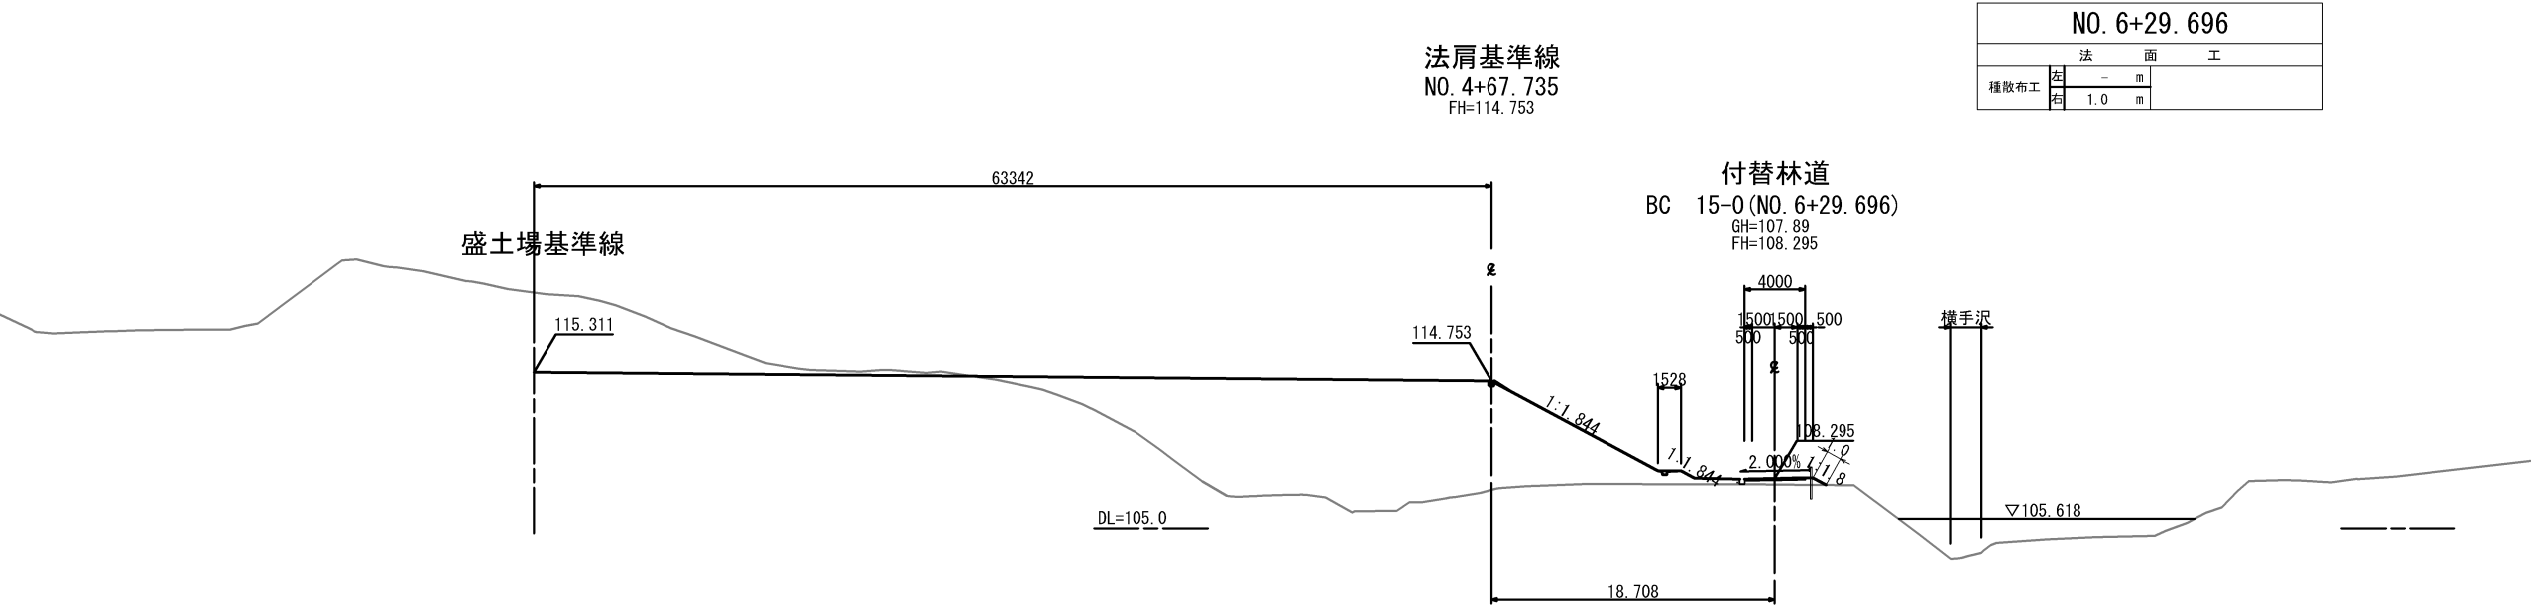 NO.6+29.696
法 面 工
種散布工 左 - m
右 1.0 m
法肩基準線
NO.4+67.735
FH=114.753
付替林道
BC 15-0(NO.6+29.696)
GH=107.89
FH=108.295
63342
盛土場基準線
4000
115.311
114.753
1500 1500 500
500 500
横手沢
1528
1:1.844
108.295
1:1.844
2.000%
1.0
1:1.8
DL=105.0
▽105.618
18.708